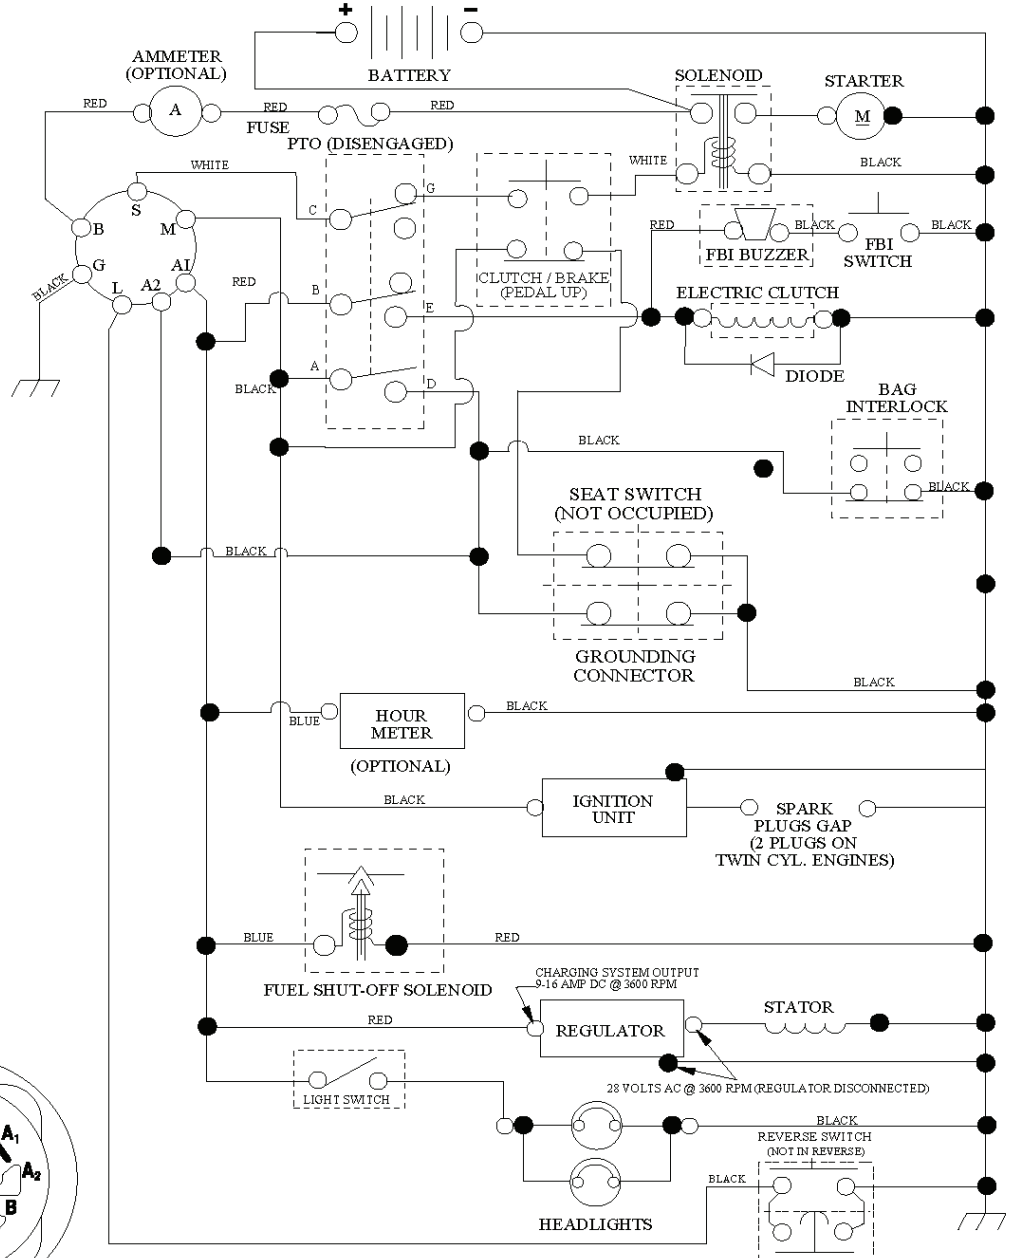 + −
BATTERY
AMMETER
(OPTIONAL)
SOLENOID
STARTER
RED
A
RED
FUSE
RED
M
PTO (DISENGAGED)
WHITE
WHITE
BLACK
S
B
M
G
A1
L
A2
BLACK
C
G
RED
BLACK
BLACK
FBI BUZZER
FBI
SWITCH
CLUTCH / BRAKE
(PEDAL UP)
RED
B
E
ELECTRIC CLUTCH
DIODE
A
BLACK
D
BAG
INTERLOCK
BLACK
BLACK
SEAT SWITCH
(NOT OCCUPIED)
BLACK
GROUNDING
CONNECTOR
BLACK
BLUE
HOUR
METER
BLACK
(OPTIONAL)
BLACK
IGNITION
UNIT
SPARK
PLUGS GAP
(2 PLUGS ON
TWIN CYL. ENGINES)
BLUE
RED
FUEL SHUT-OFF SOLENOID
CHARGING SYSTEM OUTPUT
9-16 AMP DC @ 3600 RPM
RED
REGULATOR
STATOR
28 VOLTS AC @ 3600 RPM (REGULATOR DISCONNECTED)
LIGHT SWITCH
BLACK
REVERSE SWITCH
(NOT IN REVERSE)
BLACK
HEADLIGHTS
A1
A2
B